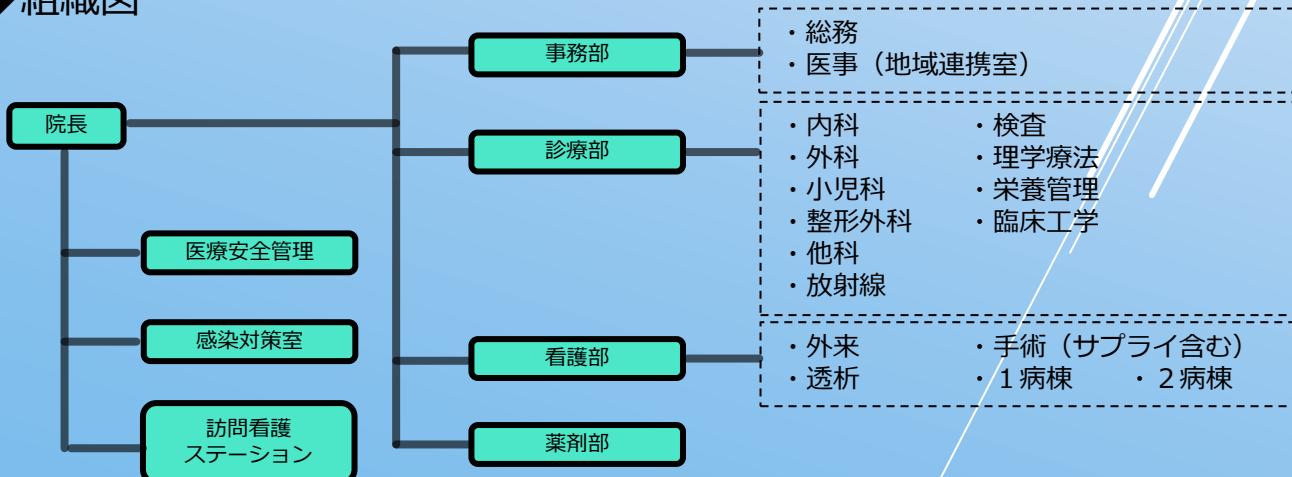 組織図
院長
医療安全管理
感染対策室
訪問看護
ステーション
事務部
・総務
・医事（地域連携室）
診療部
・内科 ・検査
・外科 ・理学療法
・小児科 ・栄養管理
・整形外科 ・臨床工学
・他科
・放射線
看護部
・外来 ・手術（サプライ含む）
・透析 ・１病棟 ・２病棟
薬剤部